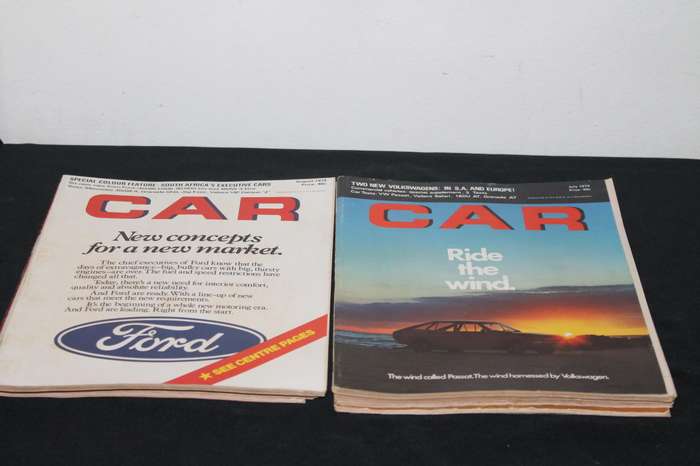 SPECIAL COLOUR FEATURE: SOUTH AFRICA'S EXECUTIVE CARS
August 1975
CAR
New concepts
for a new market.
The chief executives of Ford know that the
days of extravagance–big, bulky cars with big, thirsty
engines–are over. The fuel and speed restrictions have
changed all that.
Today, there's a new need for interior comfort,
quality and absolute reliability.
And Ford are ready. With a line-up of new
cars that meet the new requirements.
It's the beginning of a whole new motoring era.
And Ford are leading. Right from the start.
Ford
★ SEE CENTRE PAGES
TWO NEW VOLKSWAGENS: IN S.A. AND EUROPE!
July 1975
CAR
Ride
the
wind.
The wind called Passat. The wind harnessed by Volkswagen.